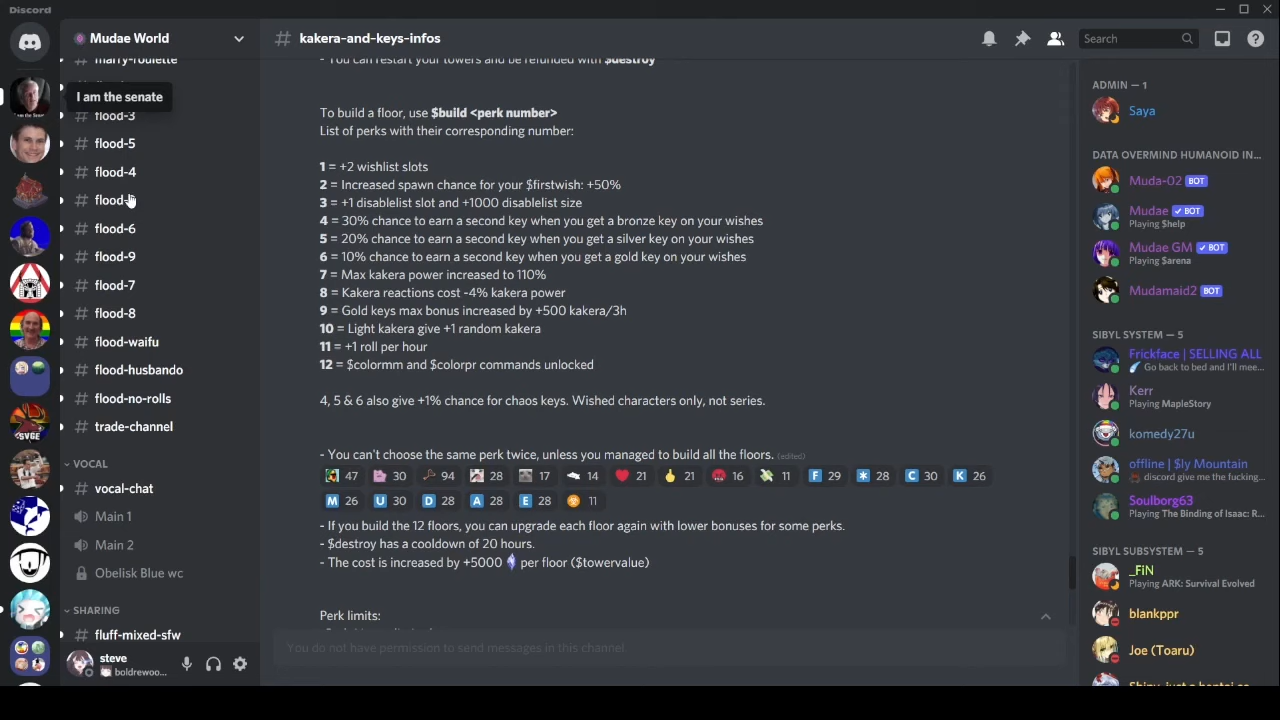 Discord
Mudae World
marry-roulette
I am the senate
flood-3
flood-5
flood-4
flood-
flood-6
flood-9
flood-7
flood-8
flood-waifu
flood-husbando
flood-no-rolls
trade-channel
VOCAL
vocal-chat
Main 1
Main 2
Obelisk Blue wc
SHARING
fluff-mixed-sfw
steve
boldrewoo...
# kakera-and-keys-infos
Search
- You can restart your towers and be refunded with $destroy
To build a floor, use $build <perk number>
List of perks with their corresponding number:
1 = +2 wishlist slots
2 = Increased spawn chance for your $firstwish: +50%
3 = +1 disablelist slot and +1000 disablelist size
4 = 30% chance to earn a second key when you get a bronze key on your wishes
5 = 20% chance to earn a second key when you get a silver key on your wishes
6 = 10% chance to earn a second key when you get a gold key on your wishes
7 = Max kakera power increased to 110%
8 = Kakera reactions cost -4% kakera power
9 = Gold keys max bonus increased by +500 kakera/3h
10 = Light kakera give +1 random kakera
11 = +1 roll per hour
12 = $colormm and $colorpr commands unlocked
4, 5 & 6 also give +1% chance for chaos keys. Wished characters only, not series.
- You can't choose the same perk twice, unless you managed to build all the floors. (edited)
47 30 94 28 17 14 21 21 16 11 F 29 * 28 C 30 K 26
M 26 U 30 D 28 A 28 E 28 11
- If you build the 12 floors, you can upgrade each floor again with lower bonuses for some perks.
- $destroy has a cooldown of 20 hours.
- The cost is increased by +5000 per floor ($towervalue)
Perk limits:
You do not have permission to send messages in this channel
ADMIN — 1
Saya
DATA OVERMIND HUMANOID IN...
Muda-02 BOT
Mudae ✓ BOT
Playing $help
Mudae GM ✓ BOT
Playing $arena
Mudamaid2 BOT
SIBYL SYSTEM — 5
Frickface | SELLING ALL
Go back to bed and I'll mee...
Kerr
Playing MapleStory
komedy27u
offline | $ly Mountain
discord give me the fucking...
Soulborg63
Playing The Binding of Isaac: R...
SIBYL SUBSYSTEM — 5
_FiN
Playing ARK: Survival Evolved
blankppr
Joe (Toaru)